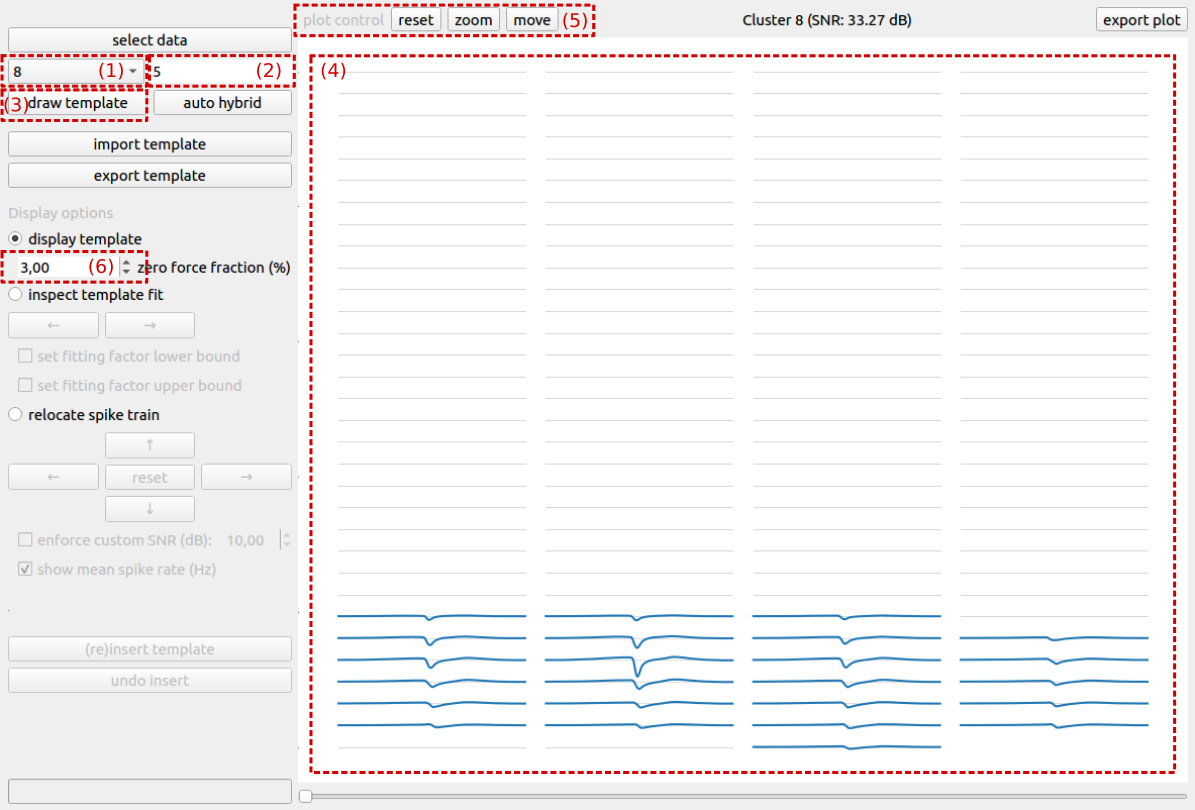 plot control reset zoom move (5) Cluster 8 (SNR: 33.27 dB) export plot
select data
8 (1) 5 (2)
(4)
(3) draw template auto hybrid
import template
export template
Display options
display template
3,00 (6) zero force fraction (%)
inspect template fit
← →
set fitting factor lower bound
set fitting factor upper bound
relocate spike train
↑
← reset →
↓
enforce custom SNR (dB): 10,00
show mean spike rate (Hz)
(re)insert template
undo insert